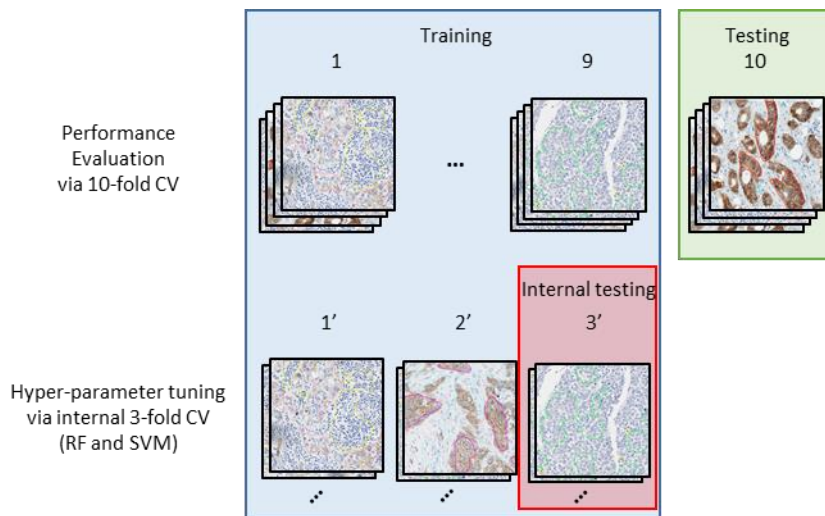 Training
Testing
1
9
10
Performance
Evaluation
via 10-fold CV
...
Internal testing
1’
2’
3’
Hyper-parameter tuning
via internal 3-fold CV
(RF and SVM)
...
...
...